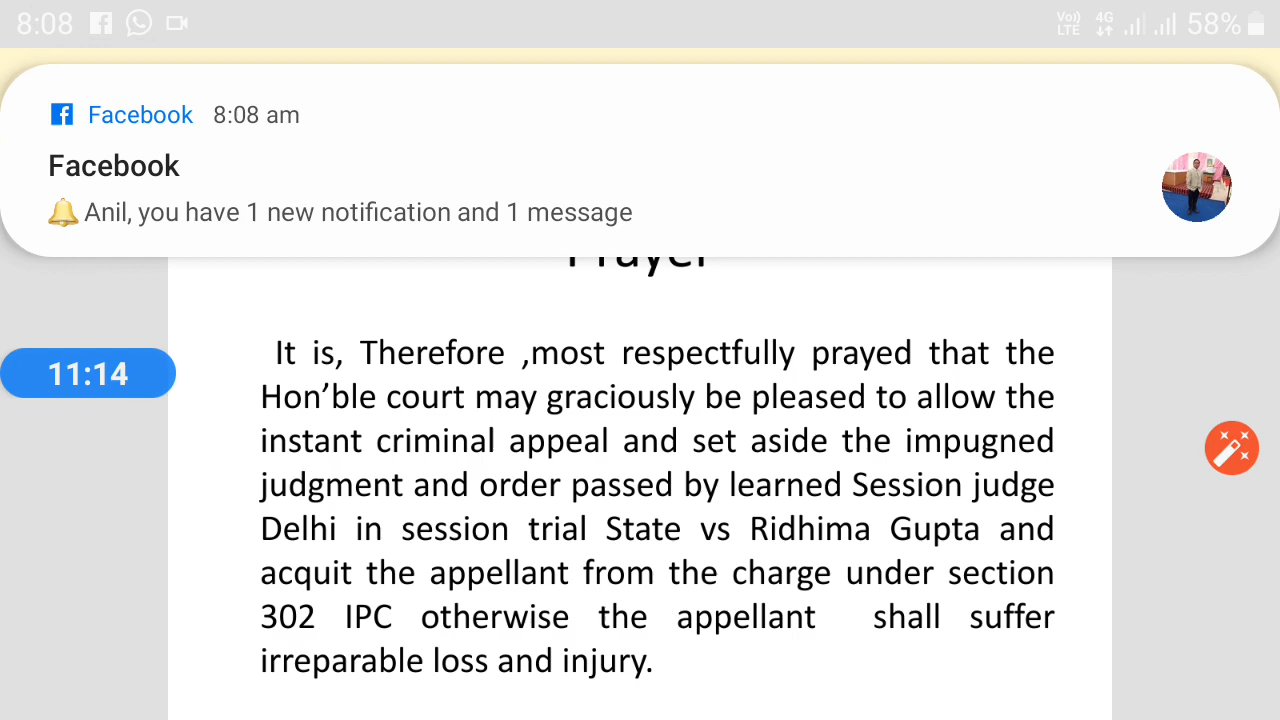 8:08
Vo)) LTE 4G 58%
Facebook 8:08 am
Facebook
Anil, you have 1 new notification and 1 message
Prayer
It is, Therefore ,most respectfully prayed that the
11:14
Hon’ble court may graciously be pleased to allow the
instant criminal appeal and set aside the impugned
judgment and order passed by learned Session judge
Delhi in session trial State vs Ridhima Gupta and
acquit the appellant from the charge under section
302 IPC otherwise the appellant shall suffer
irreparable loss and injury.